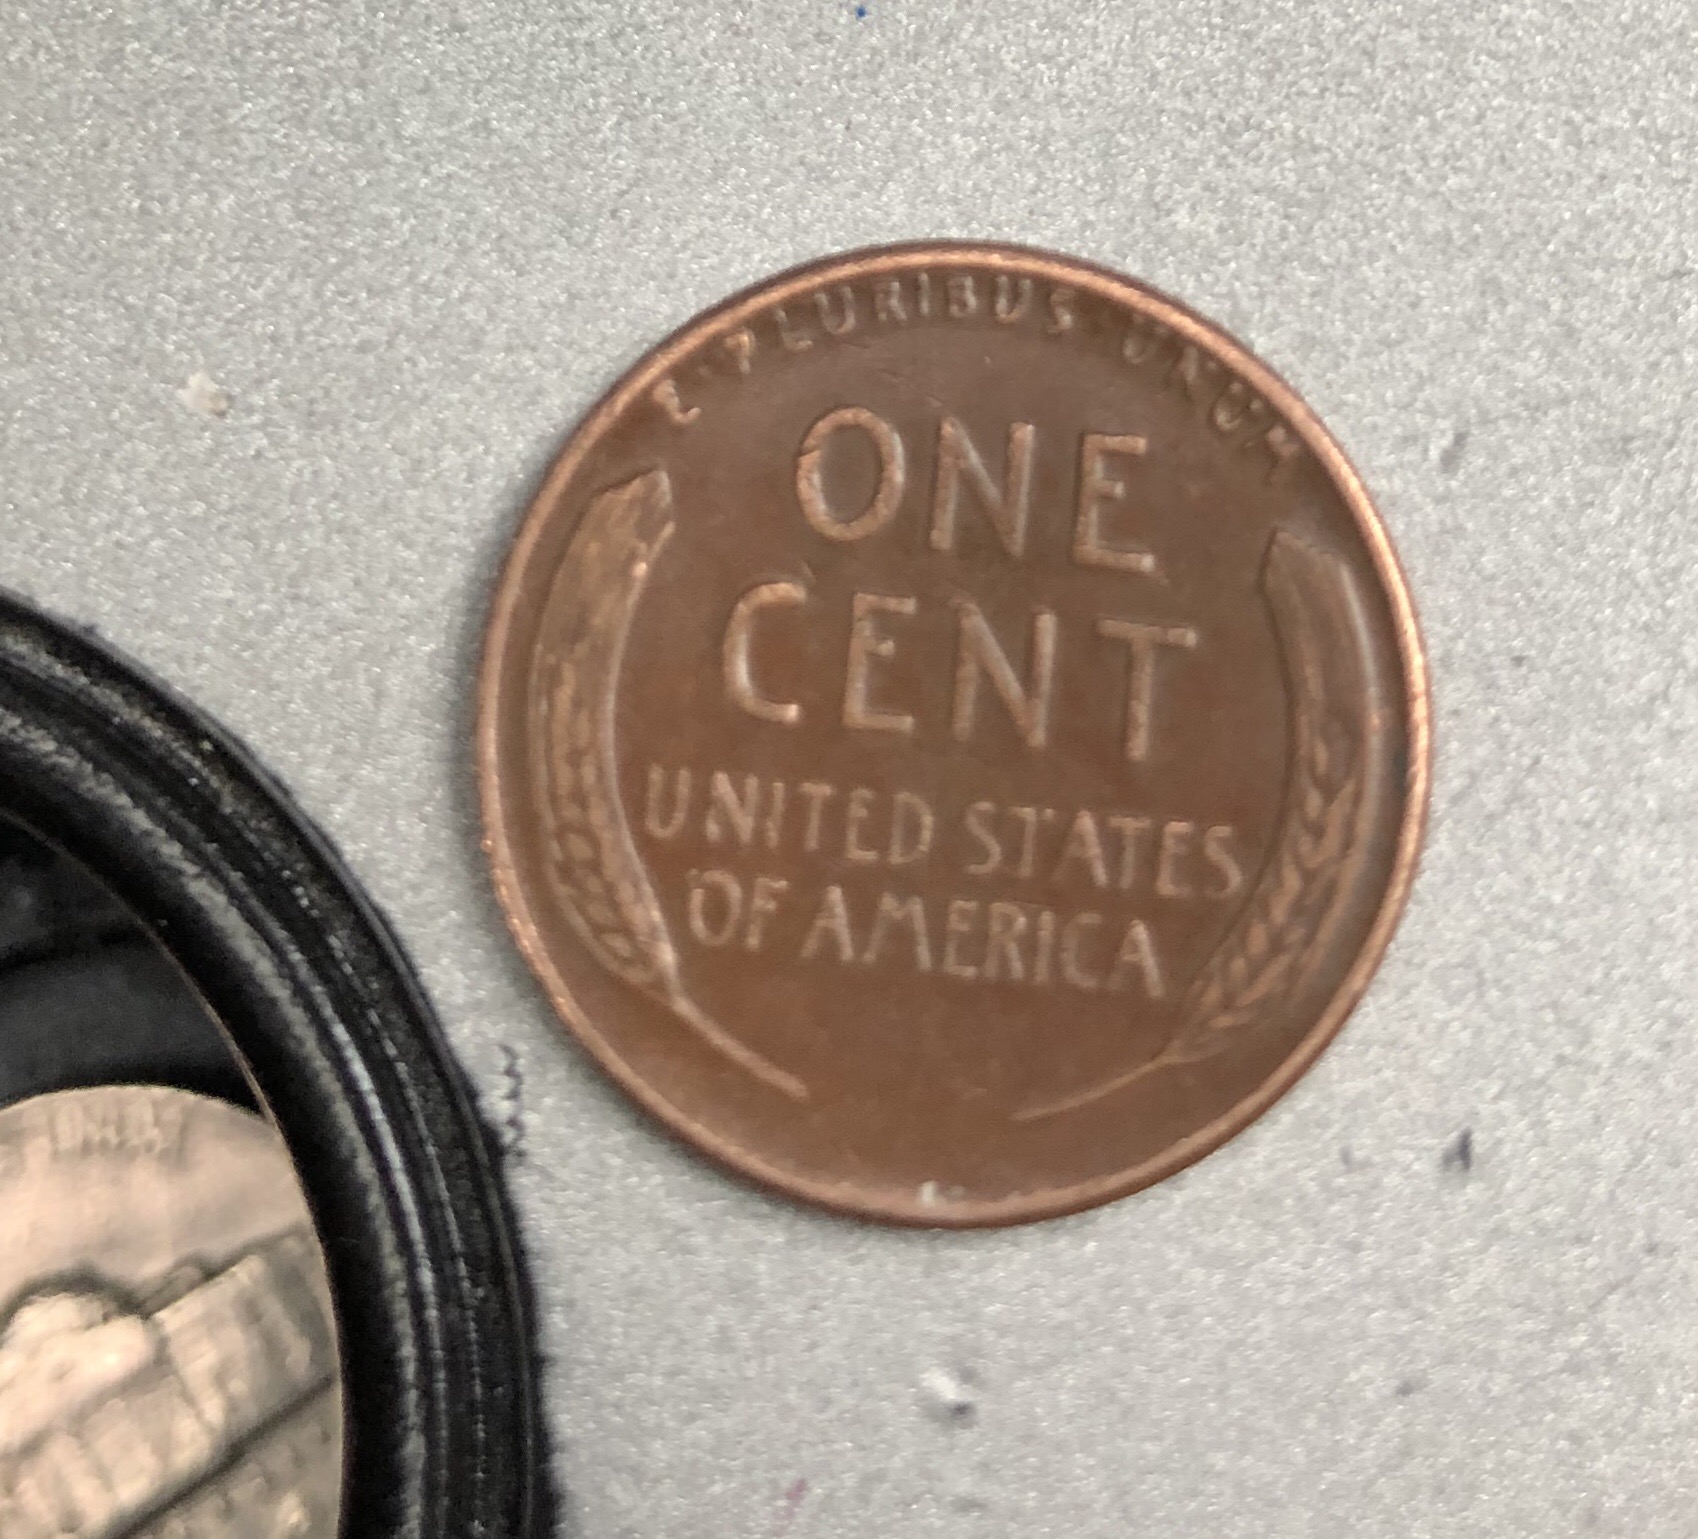 E·PLURIBUS·UNUM
ONE
CENT
UNITED STATES
OF AMERICA